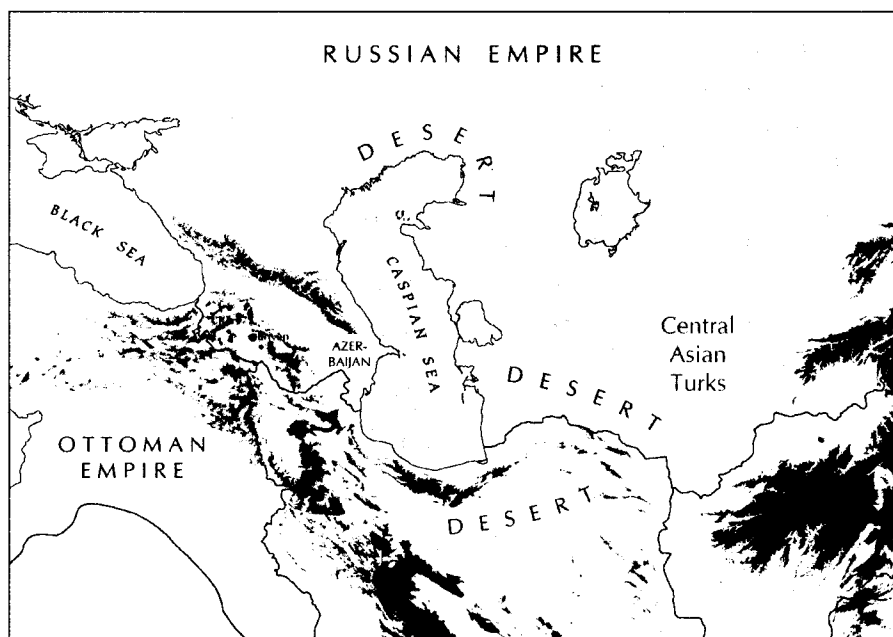 RUSSIAN EMPIRE
DESERT
BLACK SEA
CASPIAN SEA
AZER-
BAIJAN
Central
Asian
Turks
DESERT
OTTOMAN
EMPIRE
DESERT